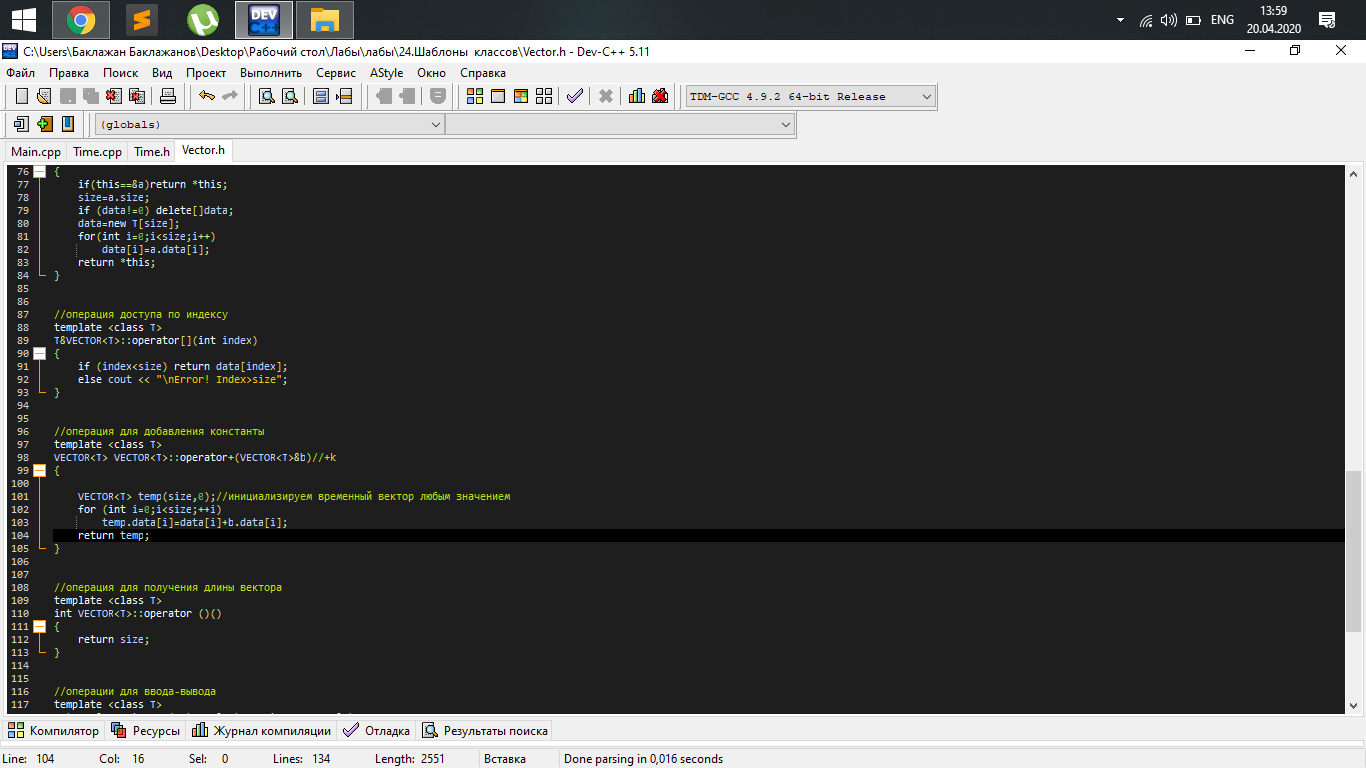 DEV C++
ENG
13:59
20.04.2020
DEV C++
C:\Users\Баклажан Баклажанов\Desktop\Рабочий стол\Лабы\лабы\24.Шаблоны классов\Vector.h - Dev-C++ 5.11
Файл Правка Поиск Вид Проект Выполнить Сервис AStyle Окно Справка
TDM-GCC 4.9.2 64-bit Release
(globals)
Main.cpp Time.cpp Time.h Vector.h
76 {
77 if(this==&a)return *this;
78 size=a.size;
79 if (data!=0) delete[]data;
80 data=new T[size];
81 for(int i=0;i<size;i++)
82 data[i]=a.data[i];
83 return *this;
84 }
85
86
87 //операция доступа по индексу
88 template <class T>
89 T&VECTOR<T>::operator[](int index)
90 {
91 if (index<size) return data[index];
92 else cout << "\nError! Index>size";
93 }
94
95
96 //операция для добавления константы
97 template <class T>
98 VECTOR<T> VECTOR<T>::operator+(VECTOR<T>&b)//+k
99 {
100
101 VECTOR<T> temp(size,0);//инициализируем временный вектор любым значением
102 for (int i=0;i<size;++i)
103 temp.data[i]=data[i]+b.data[i];
104 return temp;
105 }
106
107
108 //операция для получения длины вектора
109 template <class T>
110 int VECTOR<T>::operator ()()
111 {
112 return size;
113 }
114
115
116 //операции для ввода-вывода
117 template <class T>
Компилятор Ресурсы Журнал компиляции Отладка Результаты поиска
Line: 104 Col: 16 Sel: 0 Lines: 134 Length: 2551 Вставка Done parsing in 0,016 seconds